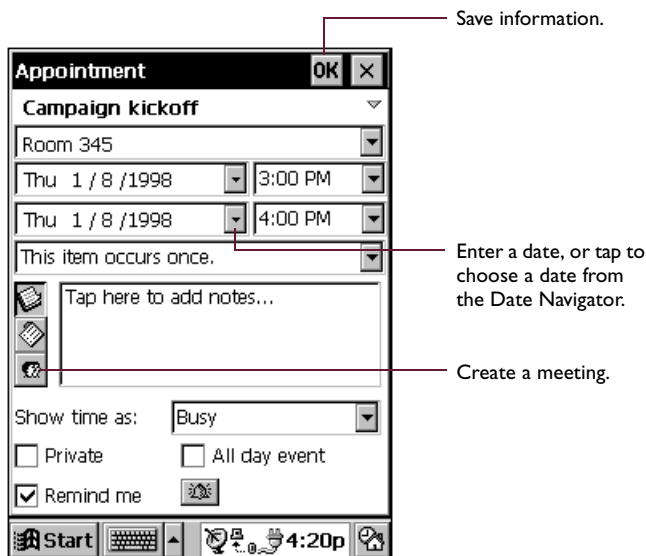 Save information.
Appointment OK
Campaign kickoff
Room 345
Thu 1 / 8 /1998 3:00 PM
Thu 1 / 8 /1998 4:00 PM
Enter a date, or tap to
choose a date from
the Date Navigator.
This item occurs once.
Tap here to add notes...
Create a meeting.
Show time as: Busy
Private All day event
Remind me
Start 4:20p